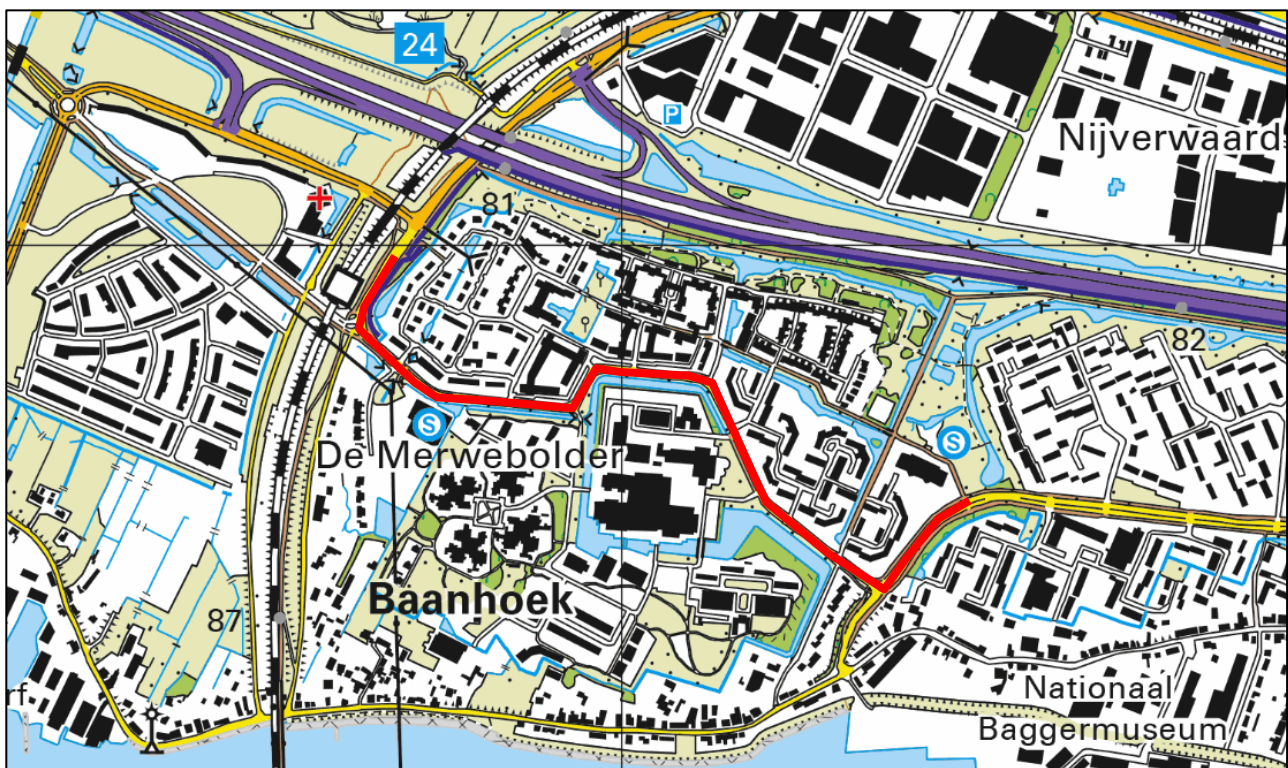 24
P
Nijverwaard
81
82
S
S
De Merwebolder
Baanhoek
87
Nationaal
Baggermuseum
rf